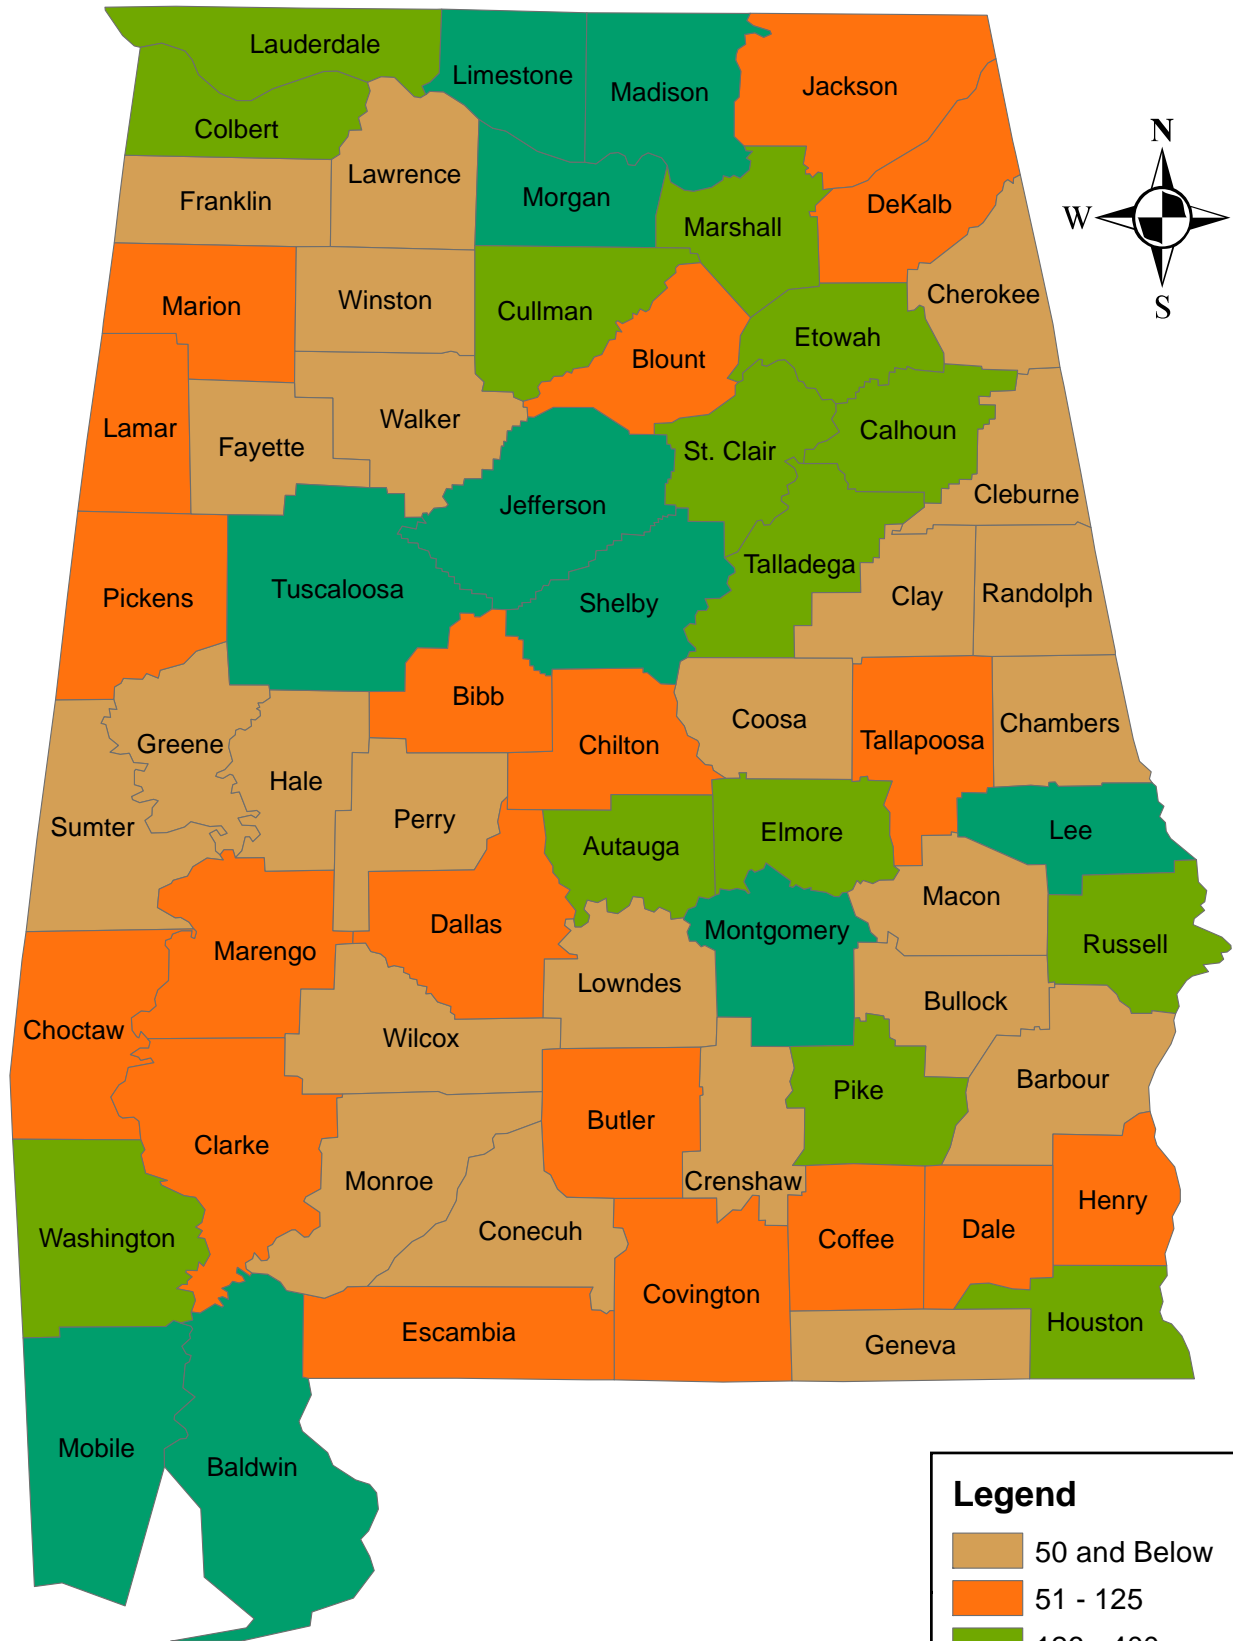 Lauderdale
Limestone
Madison
Jackson
Colbert
Lawrence
Franklin
Morgan
Marshall
DeKalb
N
W
S
Marion
Winston
Cullman
Cherokee
Etowah
Blount
Lamar
Fayette
Walker
St. Clair
Calhoun
Cleburne
Jefferson
Pickens
Tuscaloosa
Shelby
Talladega
Clay
Randolph
Bibb
Greene
Hale
Chilton
Coosa
Tallapoosa
Chambers
Sumter
Perry
Autauga
Elmore
Lee
Macon
Marengo
Dallas
Montgomery
Russell
Lowndes
Bullock
Choctaw
Wilcox
Butler
Pike
Barbour
Clarke
Monroe
Crenshaw
Washington
Conecuh
Coffee
Dale
Henry
Covington
Escambia
Geneva
Houston
Mobile
Baldwin
Legend
50 and Below
51 - 125